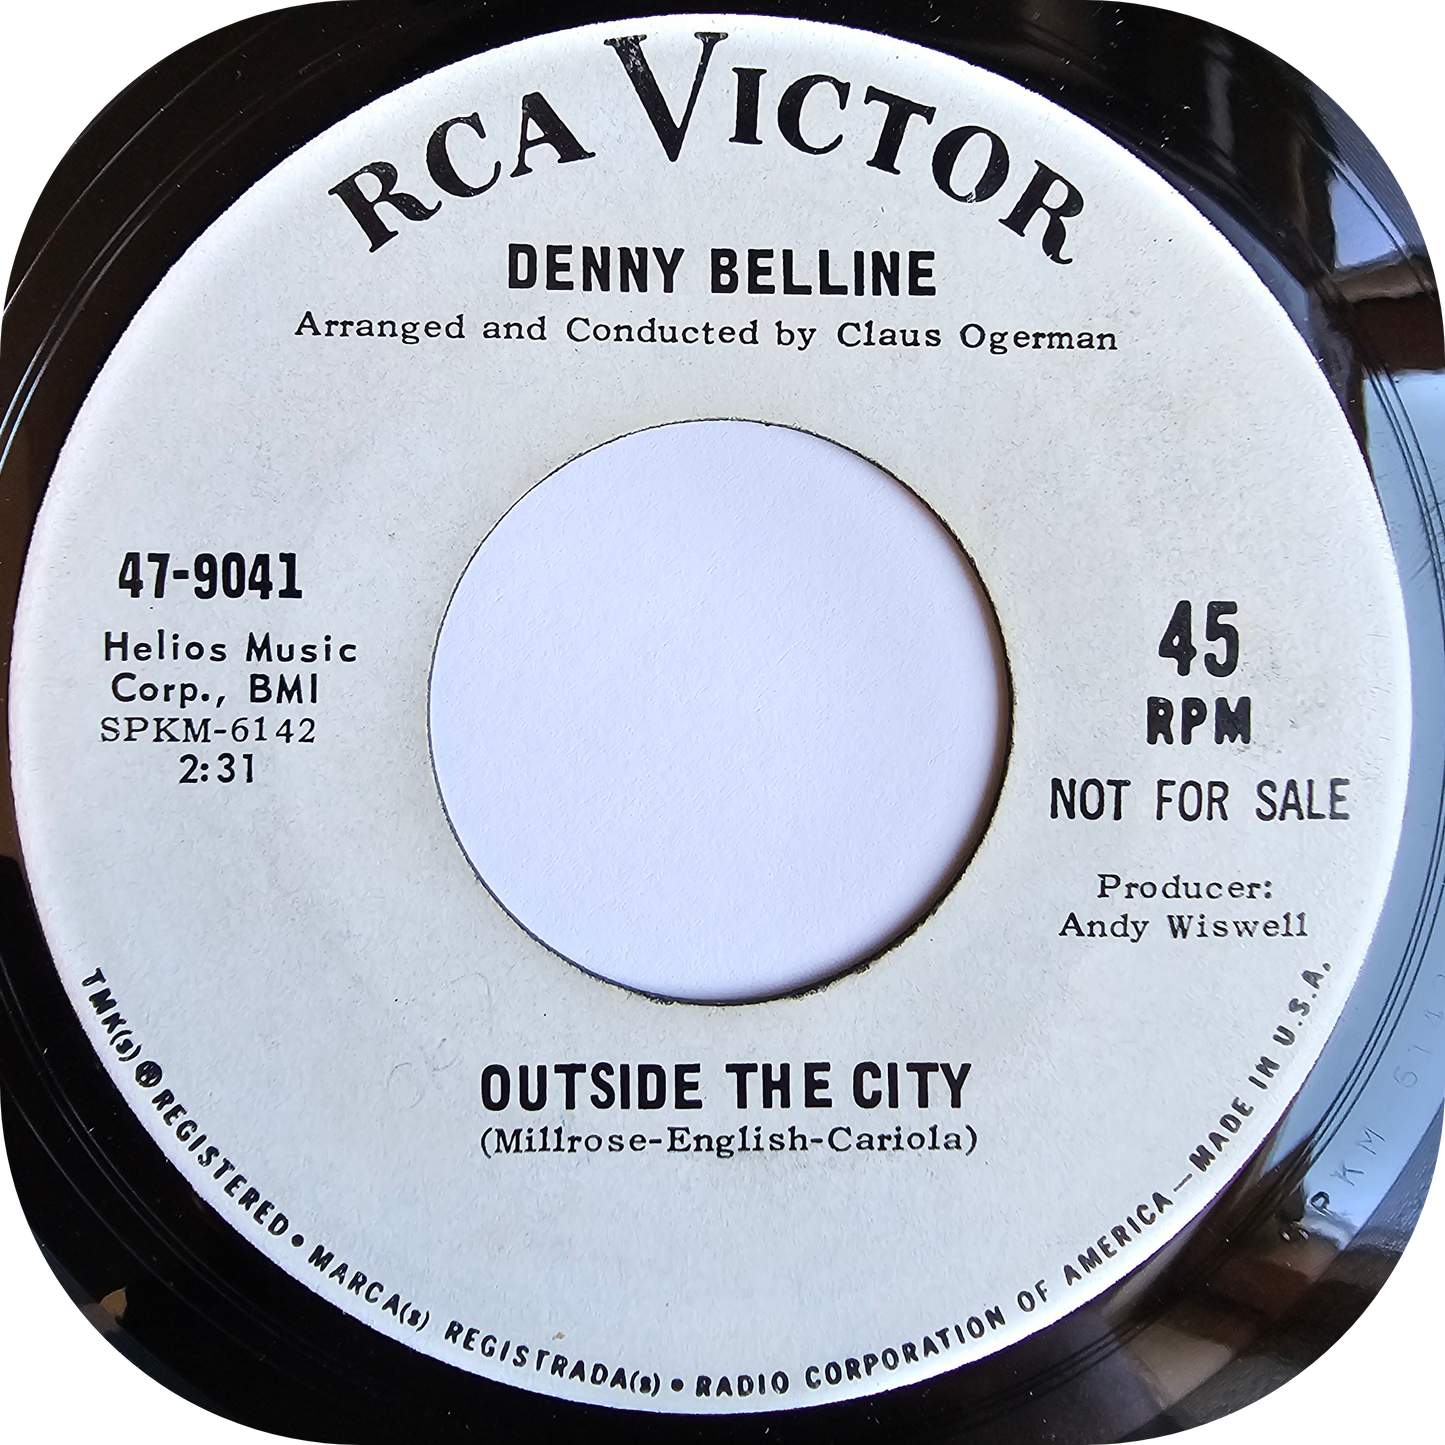 RCA VICTOR
DENNY BELLINE
Arranged and Conducted by Claus Ogerman
47-9041
Helios Music
Corp., BMI
SPKM-6142
2:31
45
RPM
NOT FOR SALE
Producer:
Andy Wiswell
OUTSIDE THE CITY
(Millrose-English-Cariola)
TMK(s) ® REGISTERED • MARCA(s) REGISTRADA(s) • RADIO CORPORATION OF AMERICA — MADE IN U.S.A.